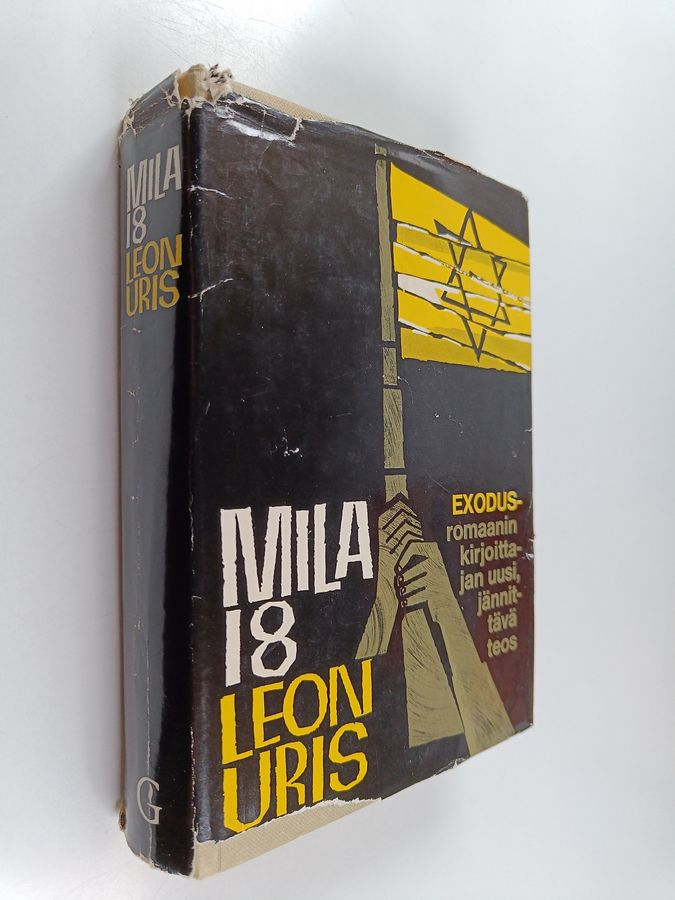 MILA
18
LEON
URIS
G
EXODUS-
romaanin
kirjoitta-
jan uusi,
jännit-
tävä
teos
MILA
18
LEON
URIS